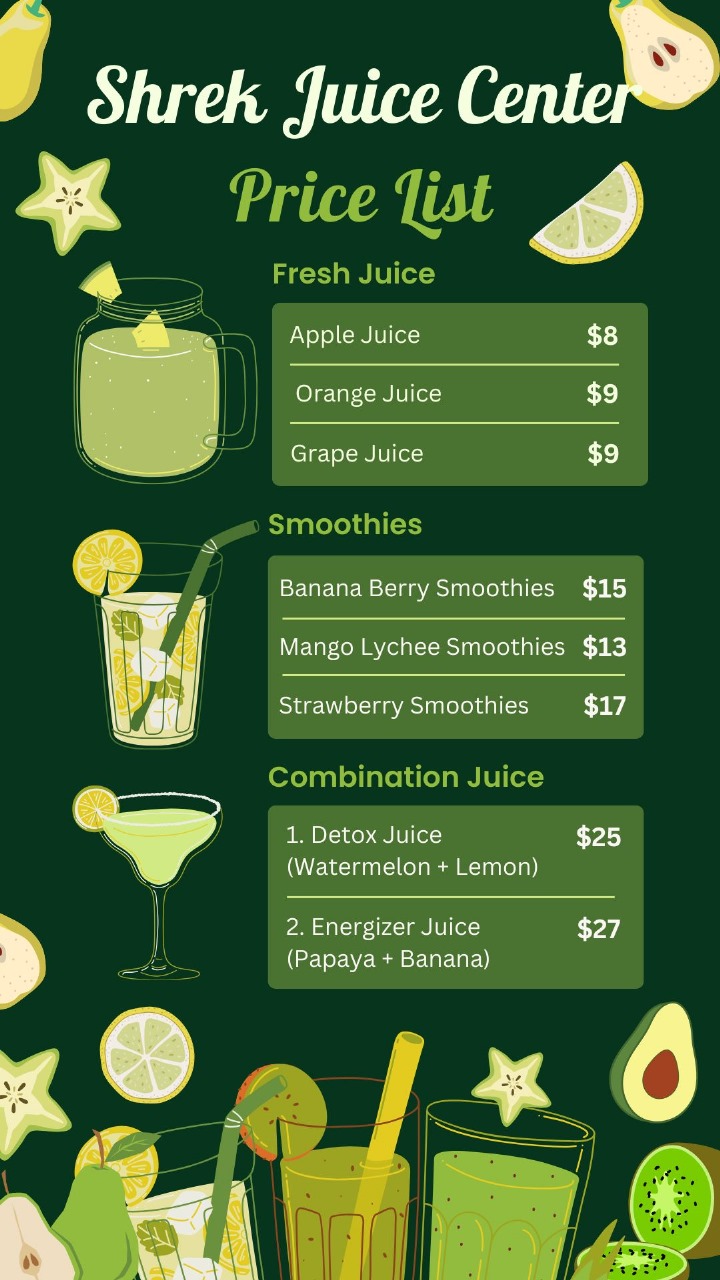 Shrek Juice Center
Price List
Fresh Juice
Apple Juice $8
Orange Juice $9
Grape Juice $9
Smoothies
Banana Berry Smoothies $15
Mango Lychee Smoothies $13
Strawberry Smoothies $17
Combination Juice
1. Detox Juice $25
(Watermelon + Lemon)
2. Energizer Juice $27
(Papaya + Banana)